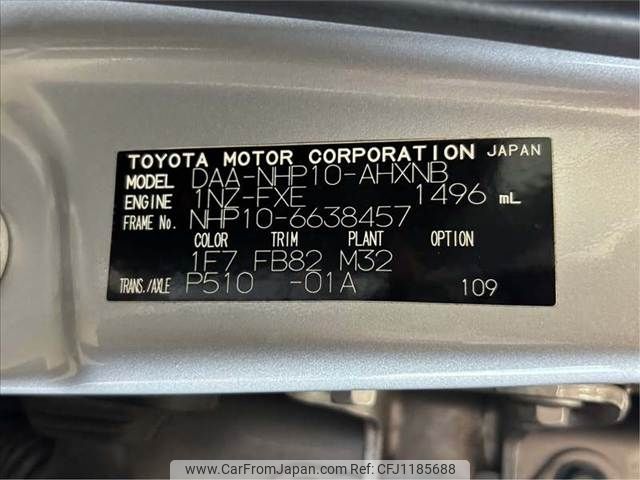 TOYOTA MOTOR CORPORATION JAPAN
MODEL DAA-NHP10-AHXNB
ENGINE 1NZ-FXE 1496 mL
FRAME No. NHP10-6638457
COLOR TRIM PLANT OPTION
1F7 FB82 M32
TRANS./AXLE P510 -01A 109
www.CarFromJapan.com | CFJ1185688